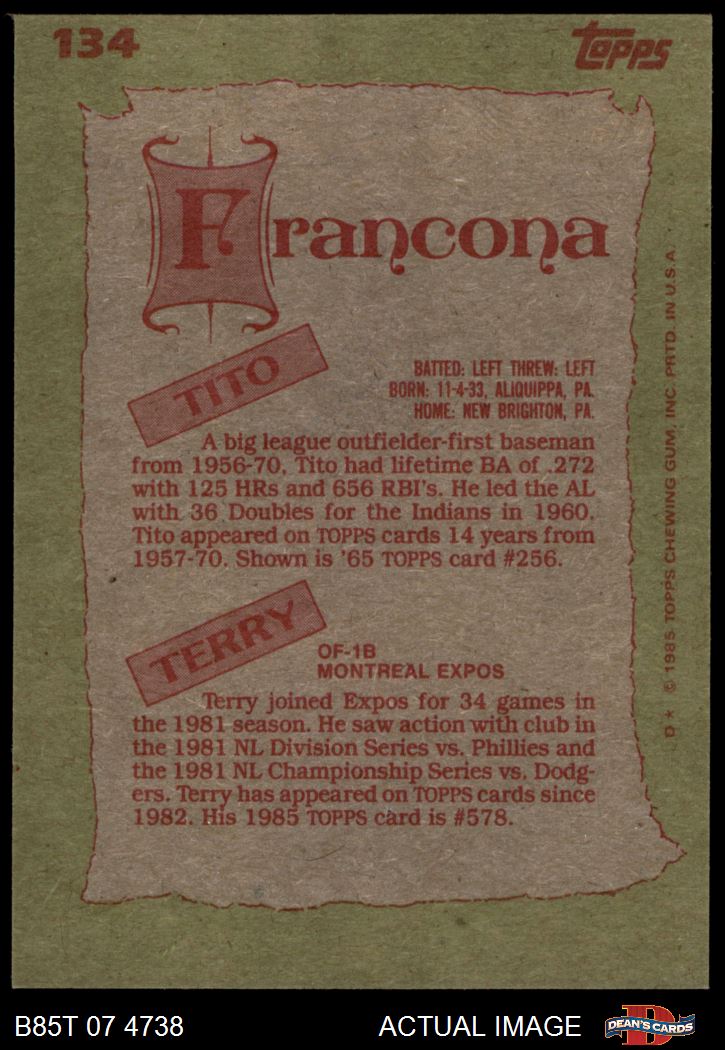 134
TOPPS
Francona
TITO
BATTED: LEFT THREW: LEFT
BORN: 11-4-33, ALIQUIPPA, PA.
HOME: NEW BRIGHTON, PA.
A big league outfielder-first baseman
from 1956-70, Tito had lifetime BA of .272
with 125 HRs and 656 RBI's. He led the AL
with 36 Doubles for the Indians in 1960.
Tito appeared on TOPPS cards 14 years from
1957-70. Shown is '65 TOPPS card #256.
TERRY
OF-1B
MONTREAL EXPOS
Terry joined Expos for 34 games in
the 1981 season. He saw action with club in
the 1981 NL Division Series vs. Phillies and
the 1981 NL Championship Series vs. Dodg-
ers. Terry has appeared on TOPPS cards since
1982. His 1985 TOPPS card is #578.
D* © 1985 TOPPS CHEWING GUM, INC. PRTD. IN U.S.A.
B85T 07 4738
ACTUAL IMAGE
DEAN'S CARDS